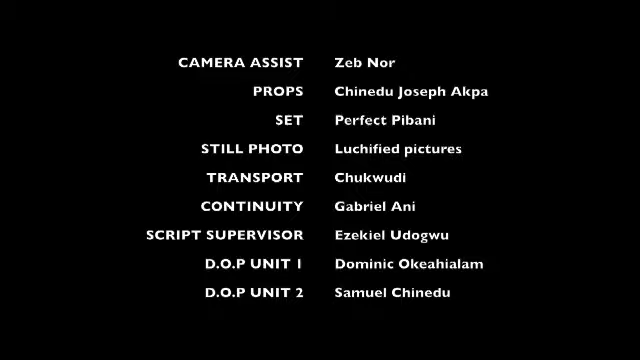 CAMERA ASSIST Zeb Nor
PROPS Chinedu Joseph Akpa
SET Perfect Pibani
STILL PHOTO Luchified pictures
TRANSPORT Chukwudi
CONTINUITY Gabriel Ani
SCRIPT SUPERVISOR Ezekiel Udogwu
D.O.P UNIT 1 Dominic Okeahialam
D.O.P UNIT 2 Samuel Chinedu